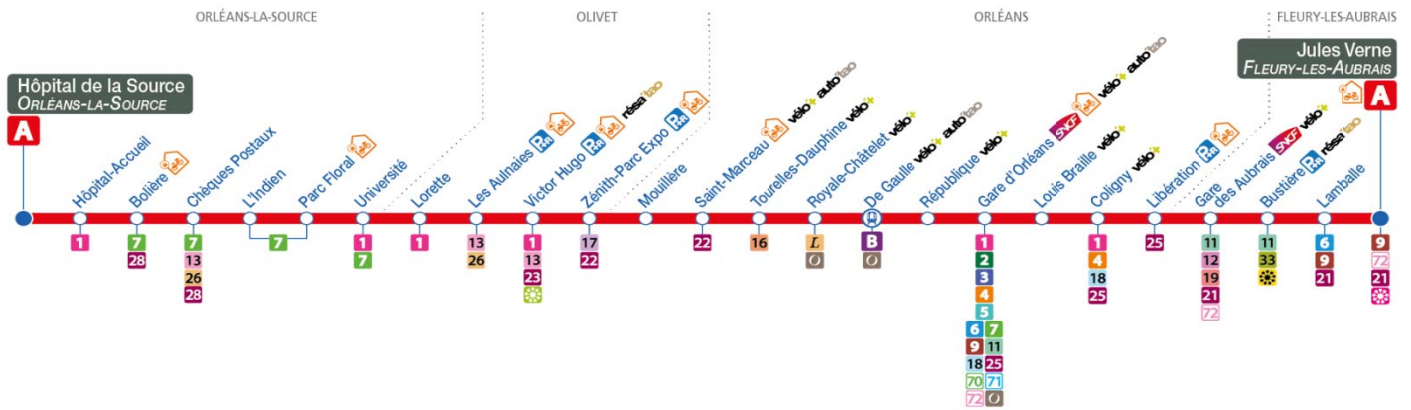 ORLÉANS-LA-SOURCE
OLIVET
ORLÉANS
FLEURY-LES-AUBRAIS
Hôpital de la Source
ORLÉANS-LA-SOURCE
A
Jules Verne
FLEURY-LES-AUBRAIS
A
Hôpital-Accueil
Bolière
Chèques Postaux
L'Indien
Parc Floral
Université
Lorette
Les Aulnaies P+R
Victor Hugo P+R résa'tao
Zénith-Parc Expo P+R
Mouillère
Saint-Marceau vélo+ auto'tao
Tourelles-Dauphine vélo+
Royale-Châtelet vélo+
De Gaulle vélo+ auto'tao
République vélo+
Gare d'Orléans SNCF vélo+ auto'tao
Louis Braille vélo+
Coligny vélo+
Libération P+R
Gare
des Aubrais SNCF vélo+
Bustière P+R résa'tao
Lamballe
1
7
28
7
13
26
28
7
1
7
1
13
26
1
13
23
17
22
22
16
L
O
B
O
1
2
3
4
5
6 7
9 11
18 25
70 71
72 O
1
4
18
25
25
11
12
19
21
72
11
33
6
9
21
9
72
21